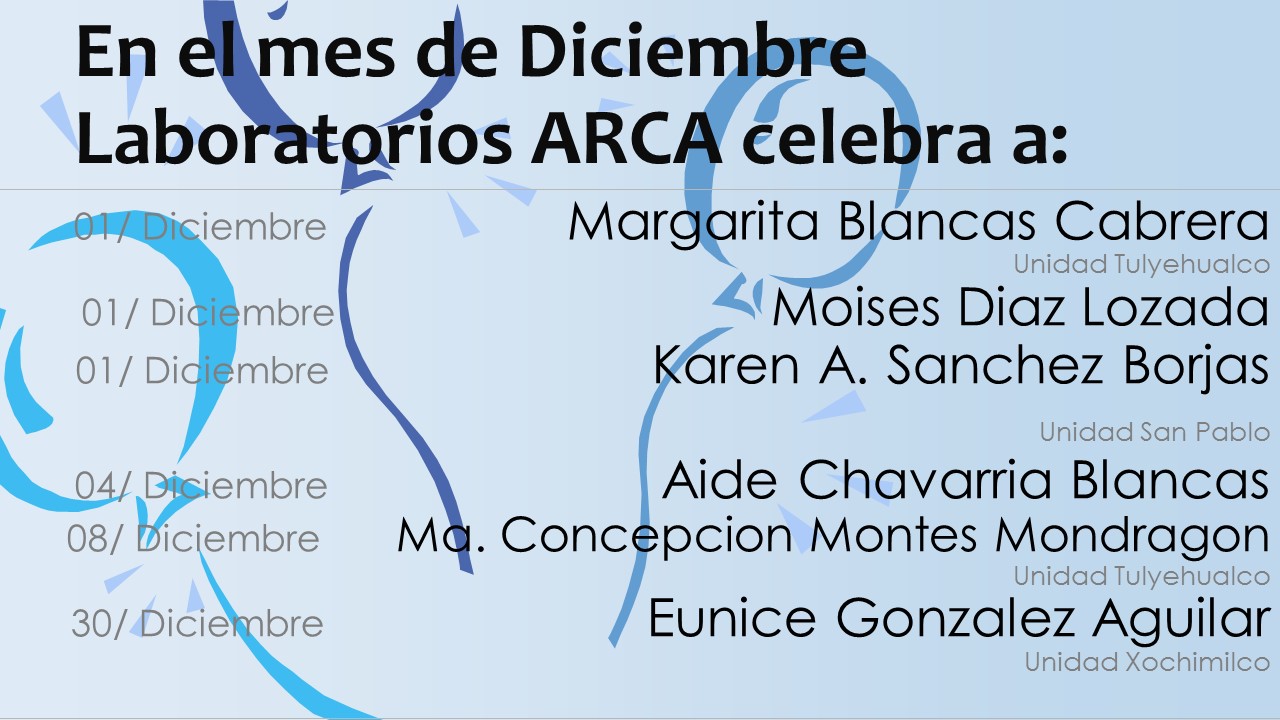 En el mes de Diciembre
Laboratorios ARCA celebra a:
01/ Diciembre Margarita Blancas Cabrera
Unidad Tulyehualco
01/ Diciembre Moises Diaz Lozada
01/ Diciembre Karen A. Sanchez Borjas
Unidad San Pablo
04/ Diciembre Aide Chavarria Blancas
08/ Diciembre Ma. Concepcion Montes Mondragon
Unidad Tulyehualco
30/ Diciembre Eunice Gonzalez Aguilar
Unidad Xochimilco